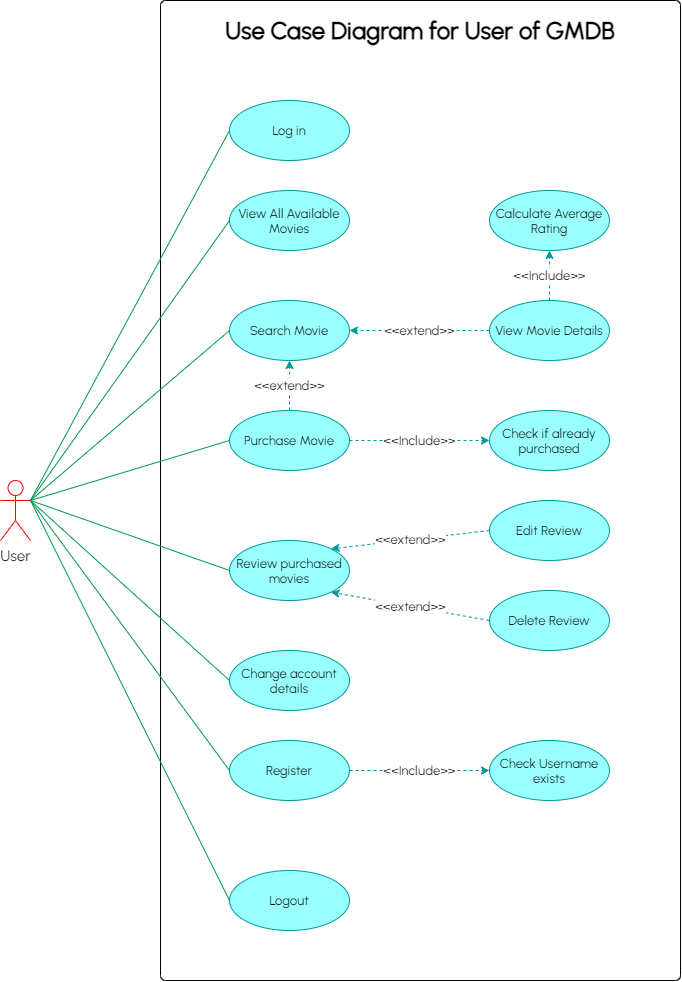 Use Case Diagram for User of GMDB
Log in
View All Available
Movies
Calculate Average
Rating
<<Include>>
Search Movie
<<extend>>
View Movie Details
<<extend>>
Purchase Movie
<<Include>>
Check if already
purchased
User
Review purchased
movies
<<extend>>
Edit Review
<<extend>>
Delete Review
Change account
details
Register
<<Include>>
Check Username
exists
Logout